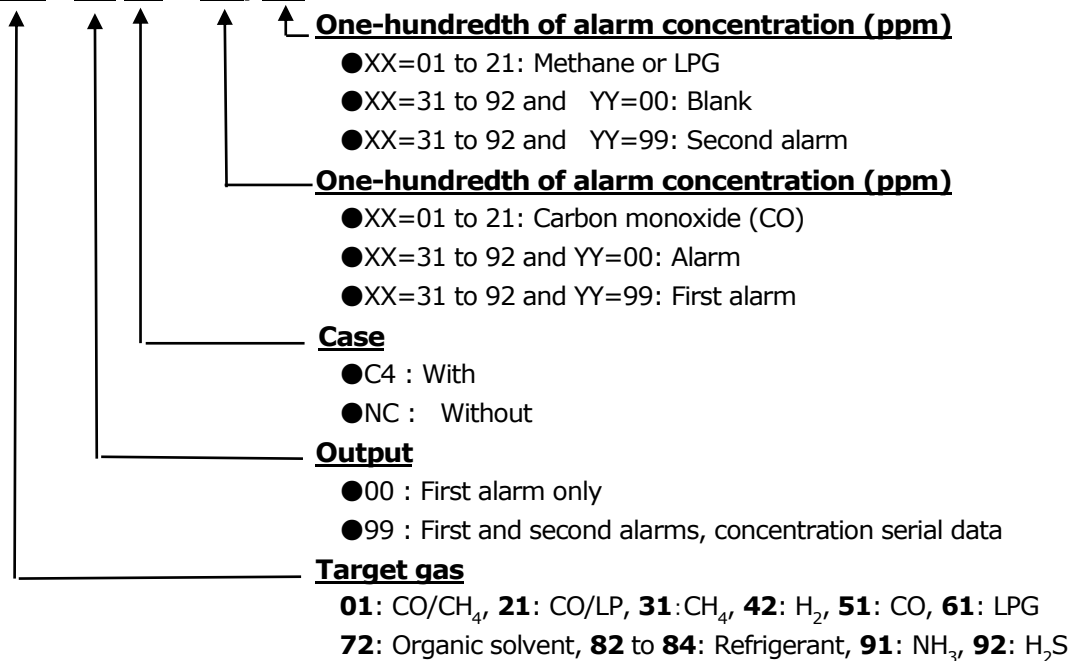 One-hundredth of alarm concentration (ppm)
●XX=01 to 21: Methane or LPG
●XX=31 to 92 and YY=00: Blank
●XX=31 to 92 and YY=99: Second alarm
One-hundredth of alarm concentration (ppm)
●XX=01 to 21: Carbon monoxide (CO)
●XX=31 to 92 and YY=00: Alarm
●XX=31 to 92 and YY=99: First alarm
Case
●C4 : With
●NC : Without
Output
●00 : First alarm only
●99 : First and second alarms, concentration serial data
Target gas
01: CO/CH₄, 21: CO/LP, 31:CH₄, 42: H₂, 51: CO, 61: LPG
72: Organic solvent, 82 to 84: Refrigerant, 91: NH₃, 92: H₂S